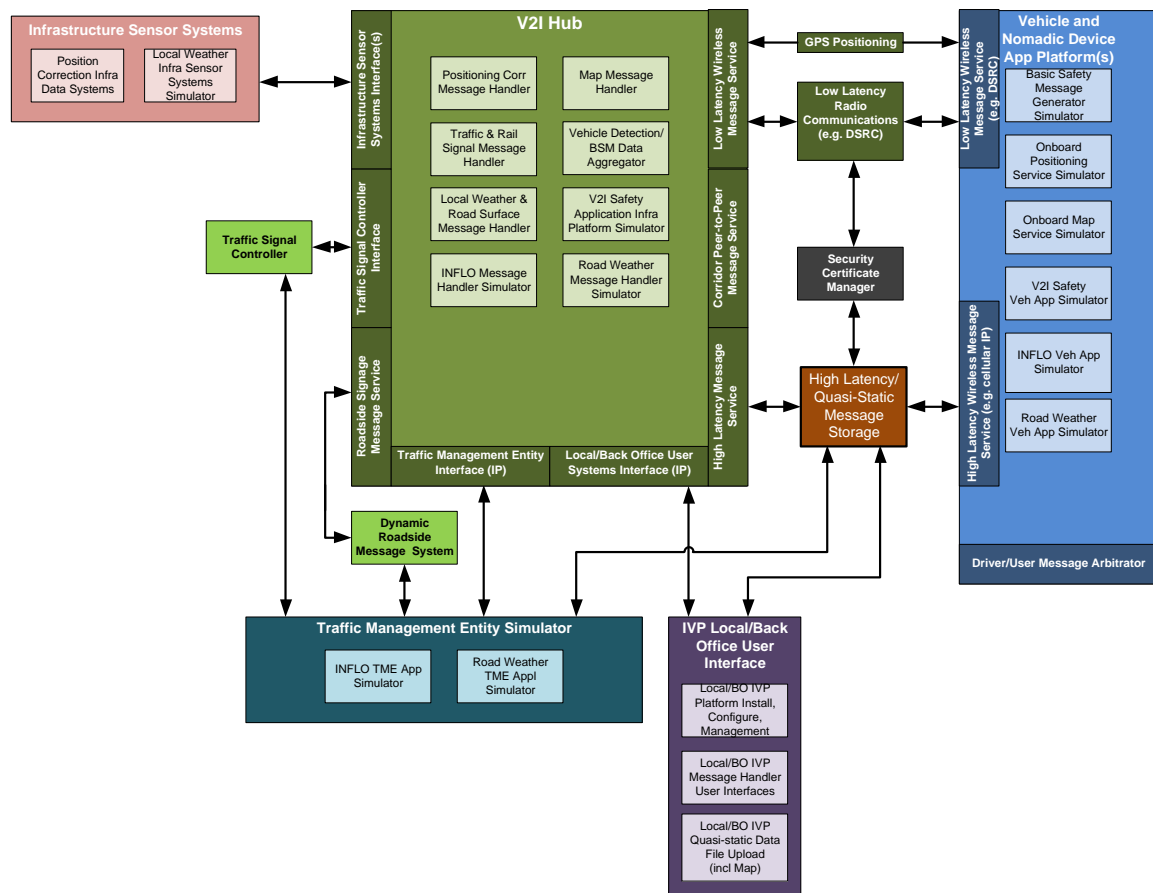 Infrastructure Sensor Systems
Position
Correction Infra
Data Systems
Local Weather
Infra Sensor
Systems
Simulator
V2I Hub
Infrastructure Sensor
Systems Interface(s)
Traffic Signal Controller
Interface
Roadside Signage
Message Service
Positioning Corr
Message Handler
Map Message
Handler
Traffic & Rail
Signal Message
Handler
Vehicle Detection/
BSM Data
Aggregator
Local Weather &
Road Surface
Message Handler
V2I Safety
Application Infra
Platform Simulator
INFLO Message
Handler Simulator
Road Weather
Message Handler
Simulator
Traffic Management Entity
Interface (IP)
Local/Back Office User
Systems Interface (IP)
Low Latency Wireless
Message Service
Corridor Peer-to-Peer
Message Service
High Latency Message
Service
GPS Positioning
Low Latency
Radio
Communications
(e.g. DSRC)
Security
Certificate
Manager
High Latency/
Quasi-Static
Message
Storage
Vehicle and
Nomadic Device
App Platform(s)
Low Latency Wireless
Message Service
(e.g. DSRC)
High Latency Wireless Message
Service (e.g. cellular IP)
Basic Safety
Message
Generator
Simulator
Onboard
Positioning
Service Simulator
Onboard Map
Service Simulator
V2I Safety
Veh App Simulator
INFLO Veh App
Simulator
Road Weather
Veh App Simulator
Driver/User Message Arbitrator
Traffic Signal
Controller
Dynamic
Roadside
Message System
Traffic Management Entity Simulator
INFLO TME App
Simulator
Road Weather
TME Appl
Simulator
IVP Local/Back
Office User
Interface
Local/BO IVP
Platform Install,
Configure,
Management
Local/BO IVP
Message Handler
User Interfaces
Local/BO IVP
Quasi-static Data
File Upload
(incl Map)